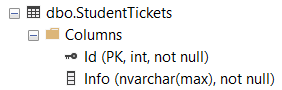 dbo.StudentTickets
Columns
Id (PK, int, not null)
Info (nvarchar(max), not null)